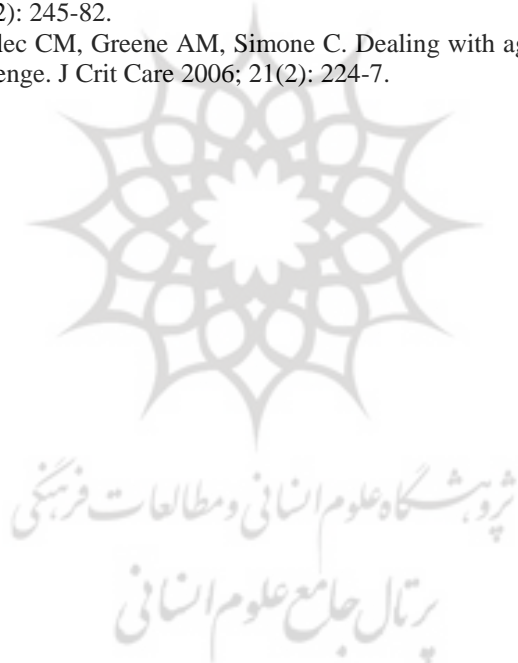 2): 245-82.
lec CM, Greene AM, Simone C. Dealing with ag
enge. J Crit Care 2006; 21(2): 224-7.
پژوهشگاه علوم انسانی و مطالعات فرهنگی
پرتال جامع علوم انسانی